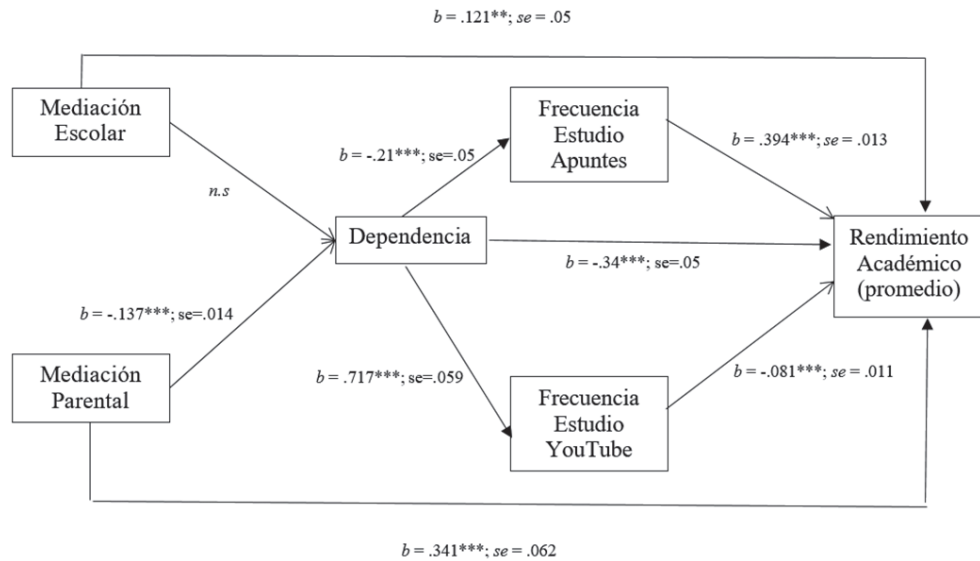 b = .121**; se = .05
Mediación
Escolar
Frecuencia
Estudio
Apuntes
b = .394***; se = .013
b = -.21***; se=.05
n.s
Dependencia
Rendimiento
Académico
(promedio)
b = -.34***; se=.05
b = -.137***; se=.014
Mediación
Parental
b = .717***; se=.059
Frecuencia
Estudio
YouTube
b = -.081***; se = .011
b = .341***; se = .062